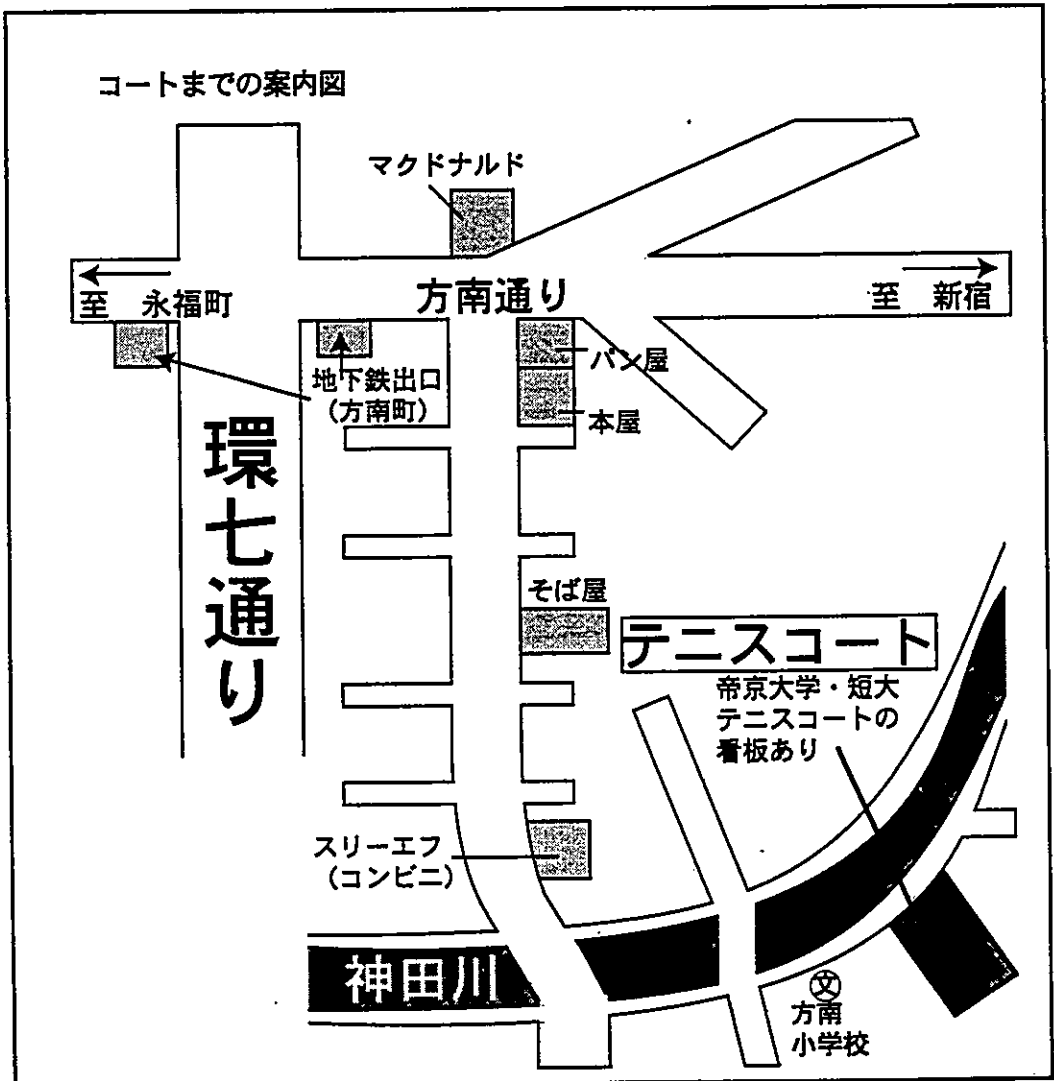 コートまでの案内図
マクドナルド
至 永福町
方南通り
至 新宿
地下鉄出口
（方南町）
パン屋
本屋
環七通り
そば屋
テニスコート
帝京大学・短大
テニスコートの
看板あり
スリーエフ
（コンビニ）
神田川
文
方南
小学校